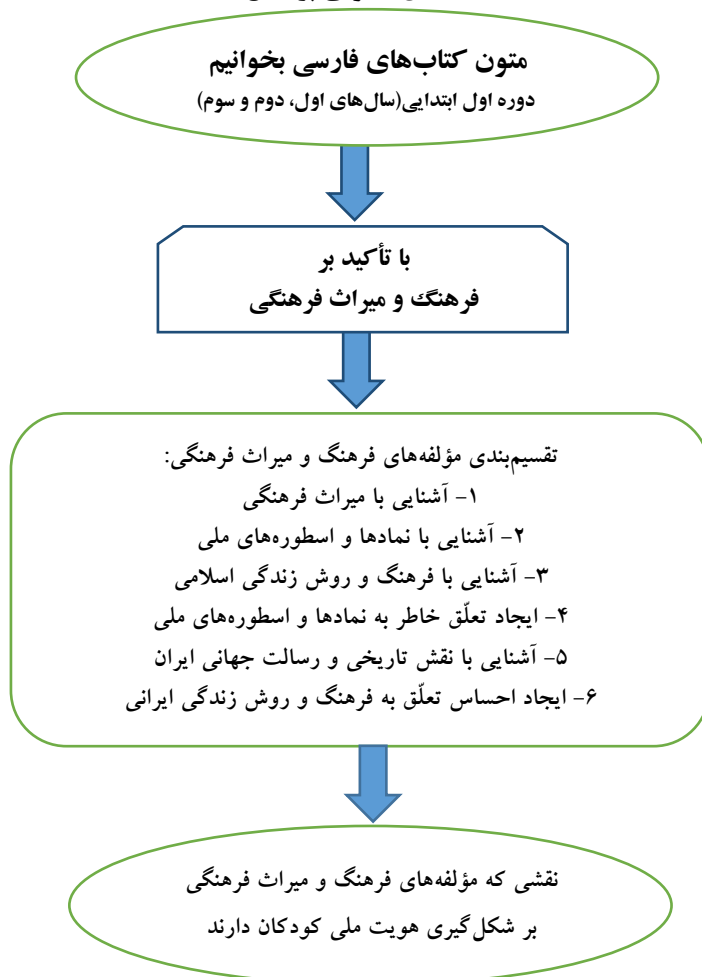 متون کتاب‌های فارسی بخوانیم
دوره اول ابتدایی(سال‌های اول، دوم و سوم)
با تأکید بر
فرهنگ و میراث فرهنگی
تقسیم‌بندی مؤلفه‌های فرهنگ و میراث فرهنگی:
۱- آشنایی با میراث فرهنگی
۲- آشنایی با نمادها و اسطوره‌های ملی
۳- آشنایی با فرهنگ و روش زندگی اسلامی
۴- ایجاد تعلّق خاطر به نمادها و اسطوره‌های ملی
۵- آشنایی با نقش تاریخی و رسالت جهانی ایران
۶- ایجاد احساس تعلّق به فرهنگ و روش زندگی ایرانی
نقشی که مؤلفه‌های فرهنگ و میراث فرهنگی
بر شکل‌گیری هویت ملی کودکان دارند